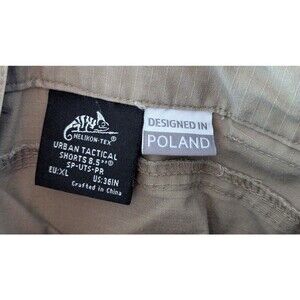 HELIKON-TEX®
URBAN TACTICAL
SHORTS 8.5"®
SP-UTS-PR
EU:XL US:36IN
Crafted in China
DESIGNED IN
POLAND